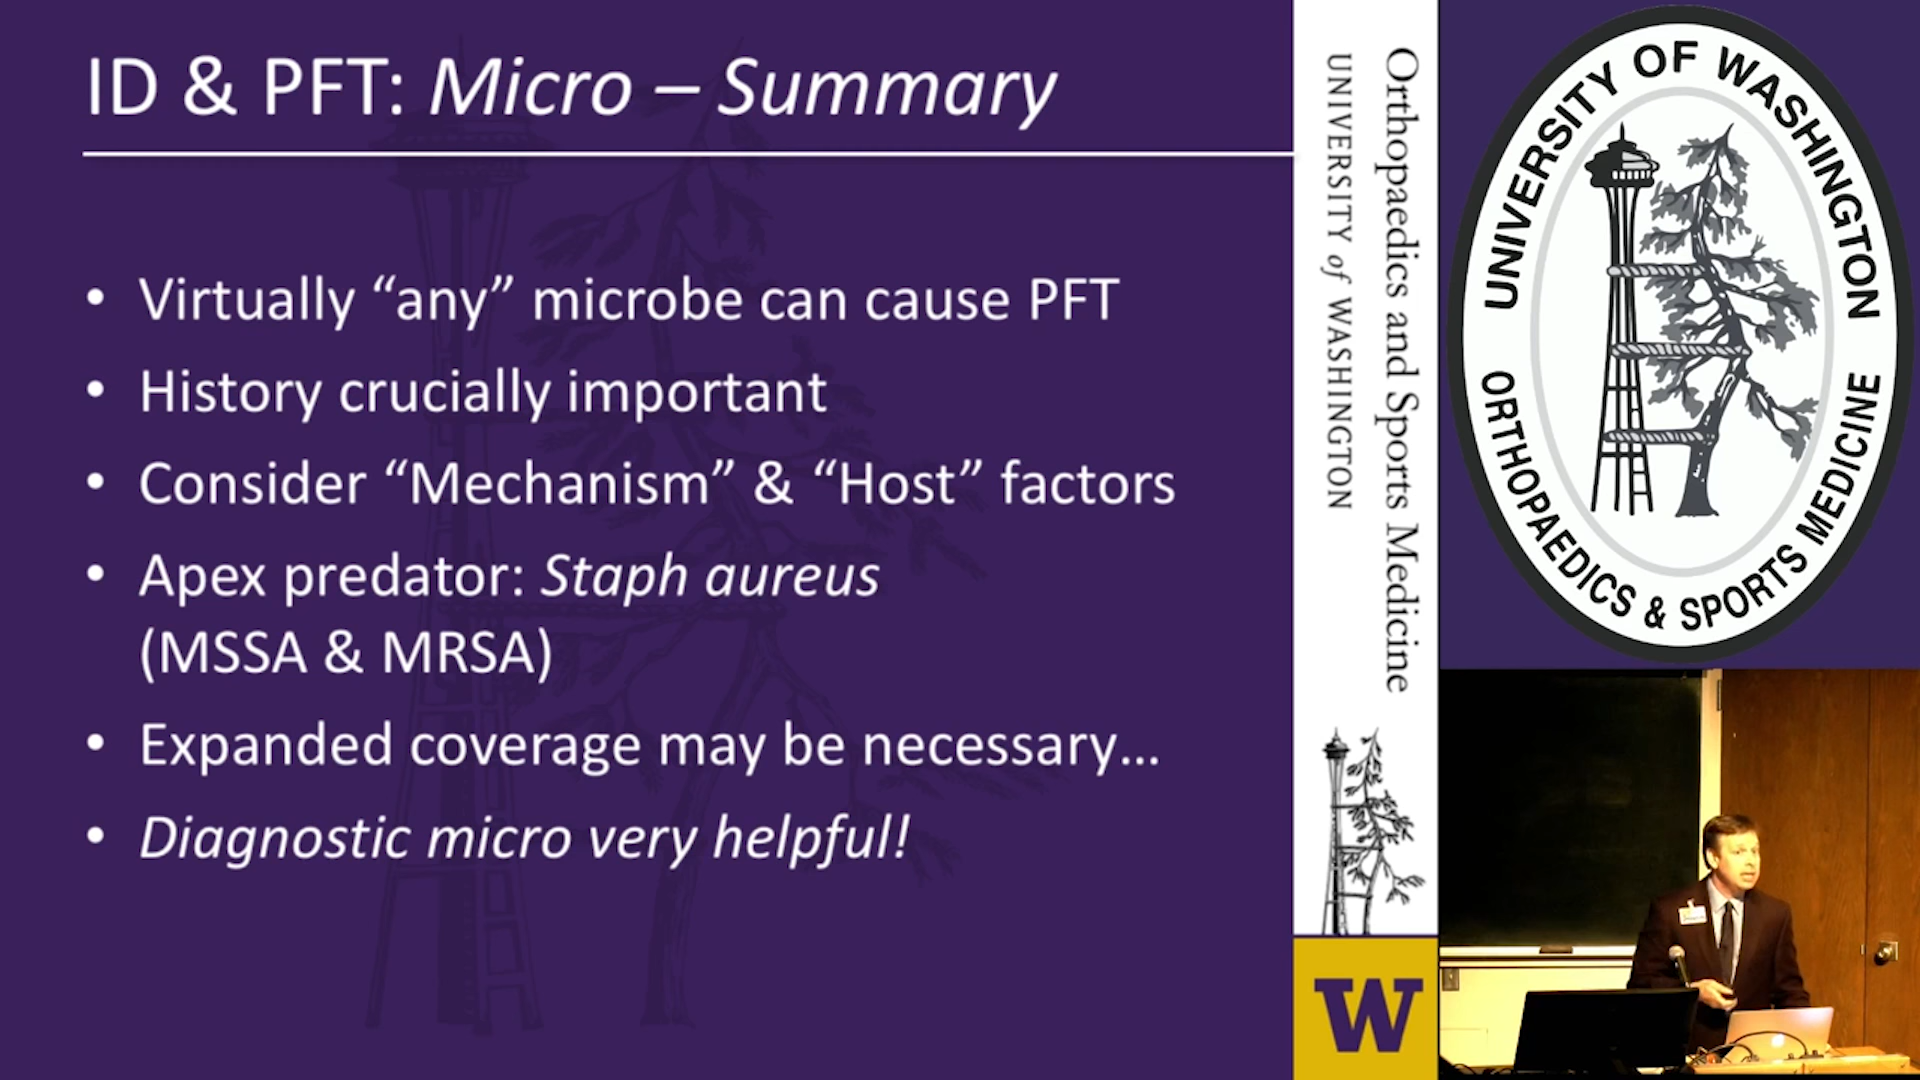 ID & PFT: Micro – Summary
• Virtually “any” microbe can cause PFT
• History crucially important
• Consider “Mechanism” & “Host” factors
• Apex predator: Staph aureus
(MSSA & MRSA)
• Expanded coverage may be necessary…
• Diagnostic micro very helpful!
Orthopaedics and Sports Medicine
UNIVERSITY of WASHINGTON
W
UNIVERSITY OF WASHINGTON
ORTHOPAEDICS & SPORTS MEDICINE